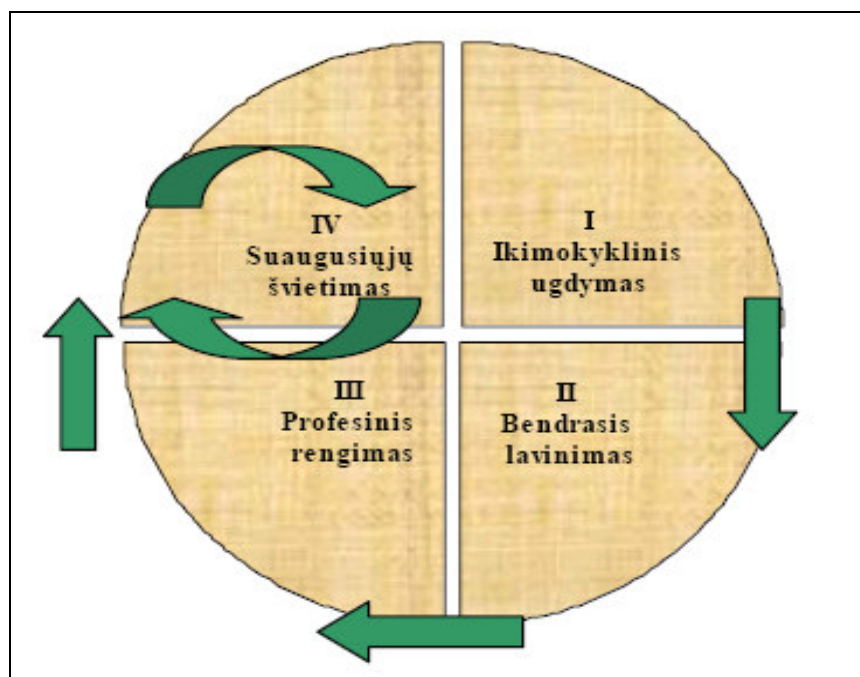 I
Ikimokyklinis
ugdymas
II
Bendrasis
lavinimas
III
Profesinis
rengimas
IV
Suaugusiųjų
švietimas